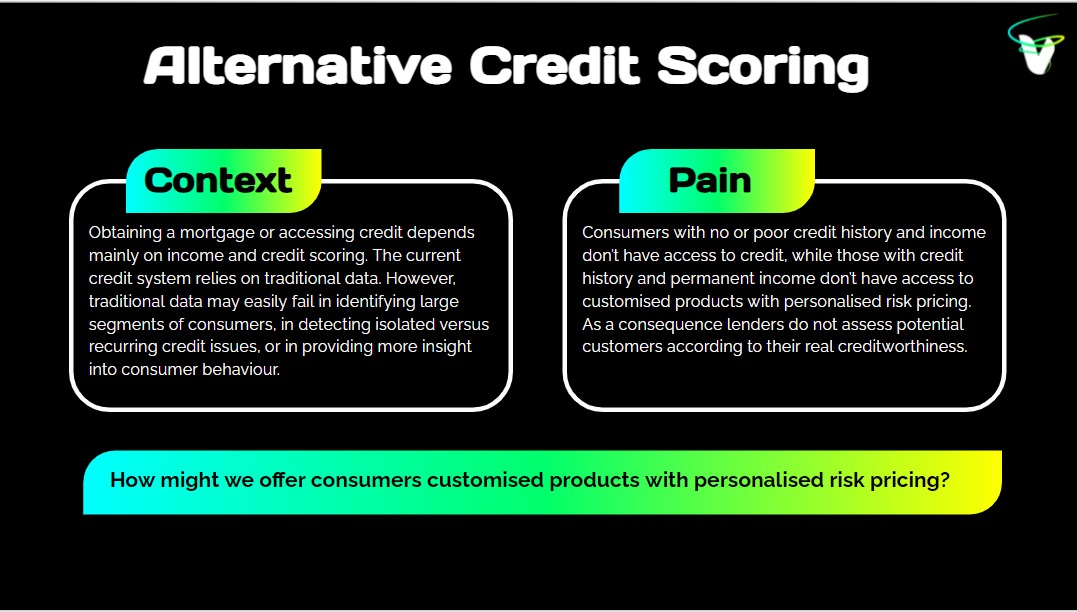 Alternative Credit Scoring
Context
Obtaining a mortgage or accessing credit depends
mainly on income and credit scoring. The current
credit system relies on traditional data. However,
traditional data may easily fail in identifying large
segments of consumers, in detecting isolated versus
recurring credit issues, or in providing more insight
into consumer behaviour.
Pain
Consumers with no or poor credit history and income
don't have access to credit, while those with credit
history and permanent income don't have access to
customised products with personalised risk pricing.
As a consequence lenders do not assess potential
customers according to their real creditworthiness.
How might we offer consumers customised products with personalised risk pricing?
V